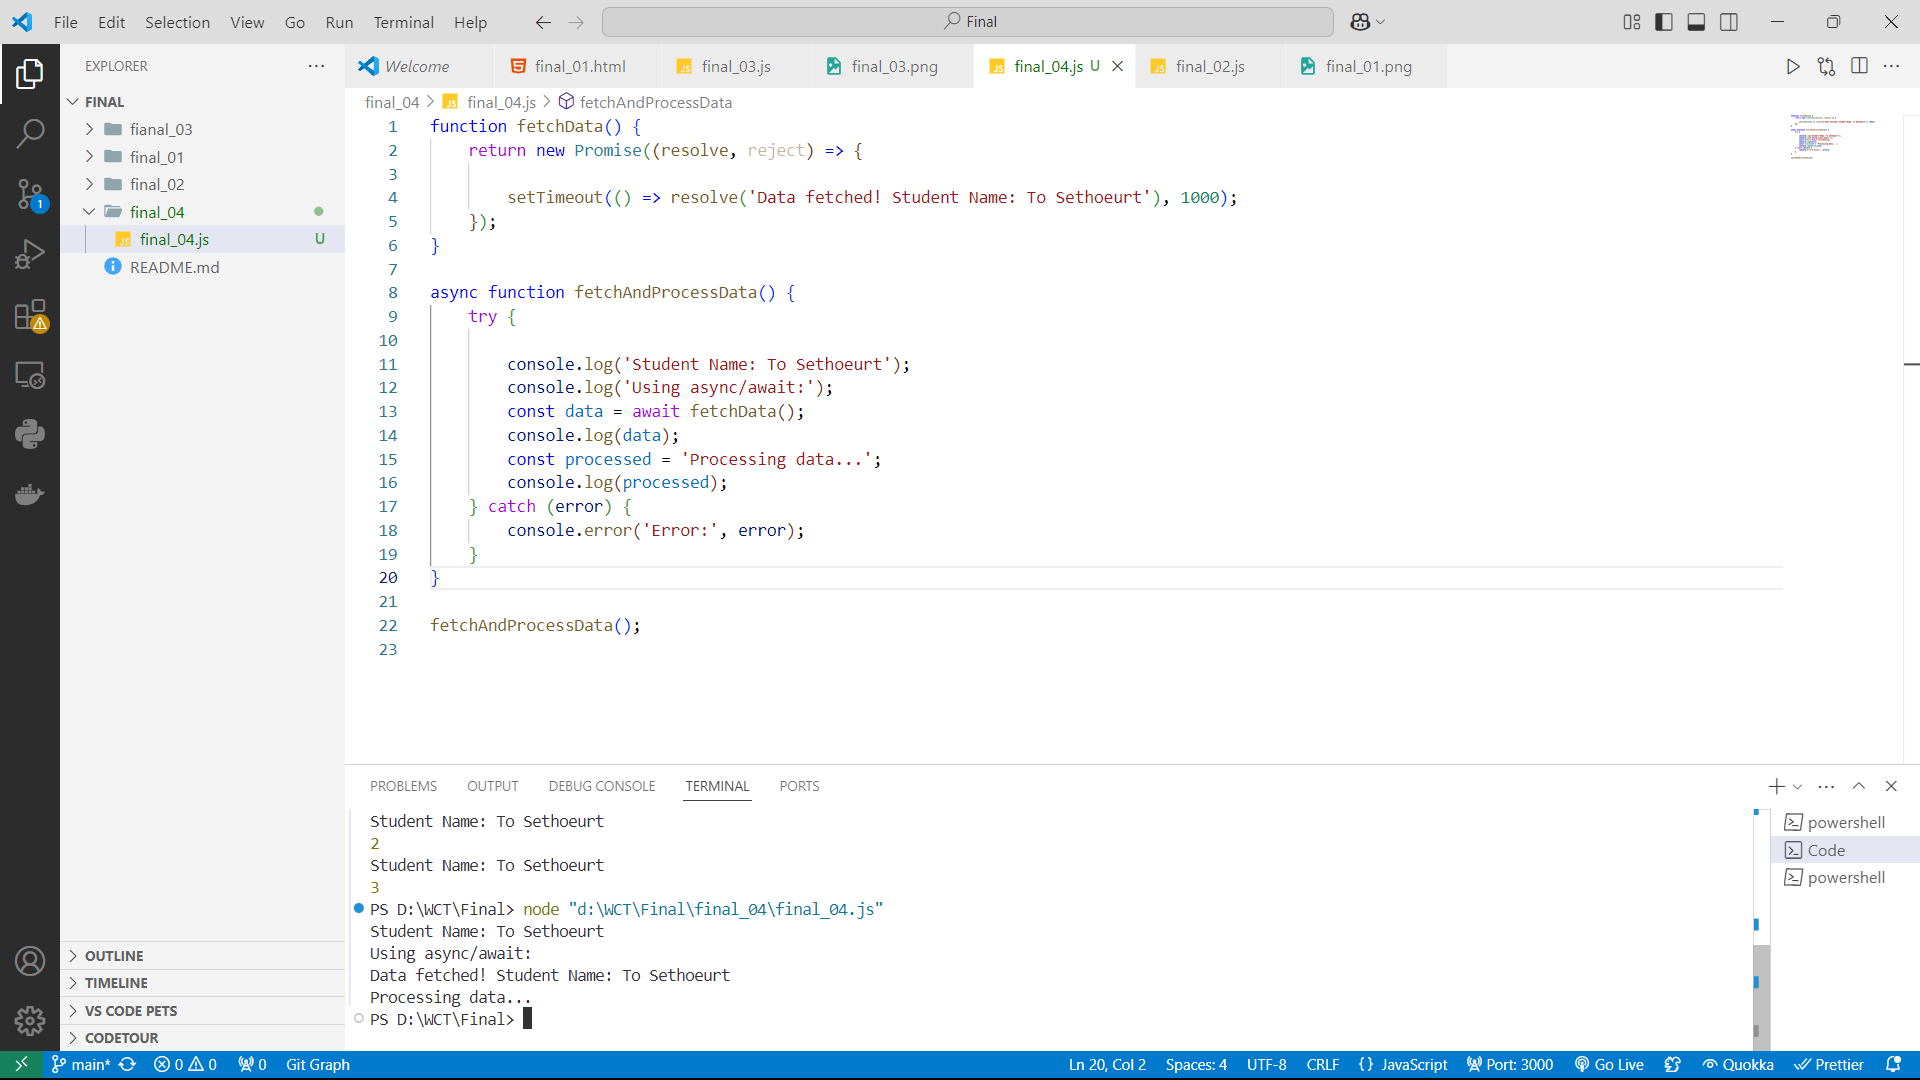 File Edit Selection View Go Run Terminal Help
Final
EXPLORER
Welcome
final_01.html
final_03.js
final_03.png
final_04.js U
final_02.js
final_01.png
FINAL
fianal_03
final_01
final_02
final_04
final_04.js U
README.md
1
final_04 > final_04.js > fetchAndProcessData
1 function fetchData() {
2 return new Promise((resolve, reject) => {
3
4 setTimeout(() => resolve('Data fetched! Student Name: To Sethoeurt'), 1000);
5 });
6 }
7
8 async function fetchAndProcessData() {
9 try {
10
11 console.log('Student Name: To Sethoeurt');
12 console.log('Using async/await:');
13 const data = await fetchData();
14 console.log(data);
15 const processed = 'Processing data...';
16 console.log(processed);
17 } catch (error) {
18 console.error('Error:', error);
19 }
20 }
21
22 fetchAndProcessData();
23
PROBLEMS OUTPUT DEBUG CONSOLE TERMINAL PORTS
Student Name: To Sethoeurt
2
Student Name: To Sethoeurt
3
PS D:\WCT\Final> node "d:\WCT\Final\final_04\final_04.js"
Student Name: To Sethoeurt
Using async/await:
Data fetched! Student Name: To Sethoeurt
Processing data...
PS D:\WCT\Final>
powershell
Code
powershell
OUTLINE
TIMELINE
VS CODE PETS
CODETOUR
main* 0 0 0 Git Graph
Ln 20, Col 2 Spaces: 4 UTF-8 CRLF {} JavaScript Port: 3000 Go Live Quokka Prettier